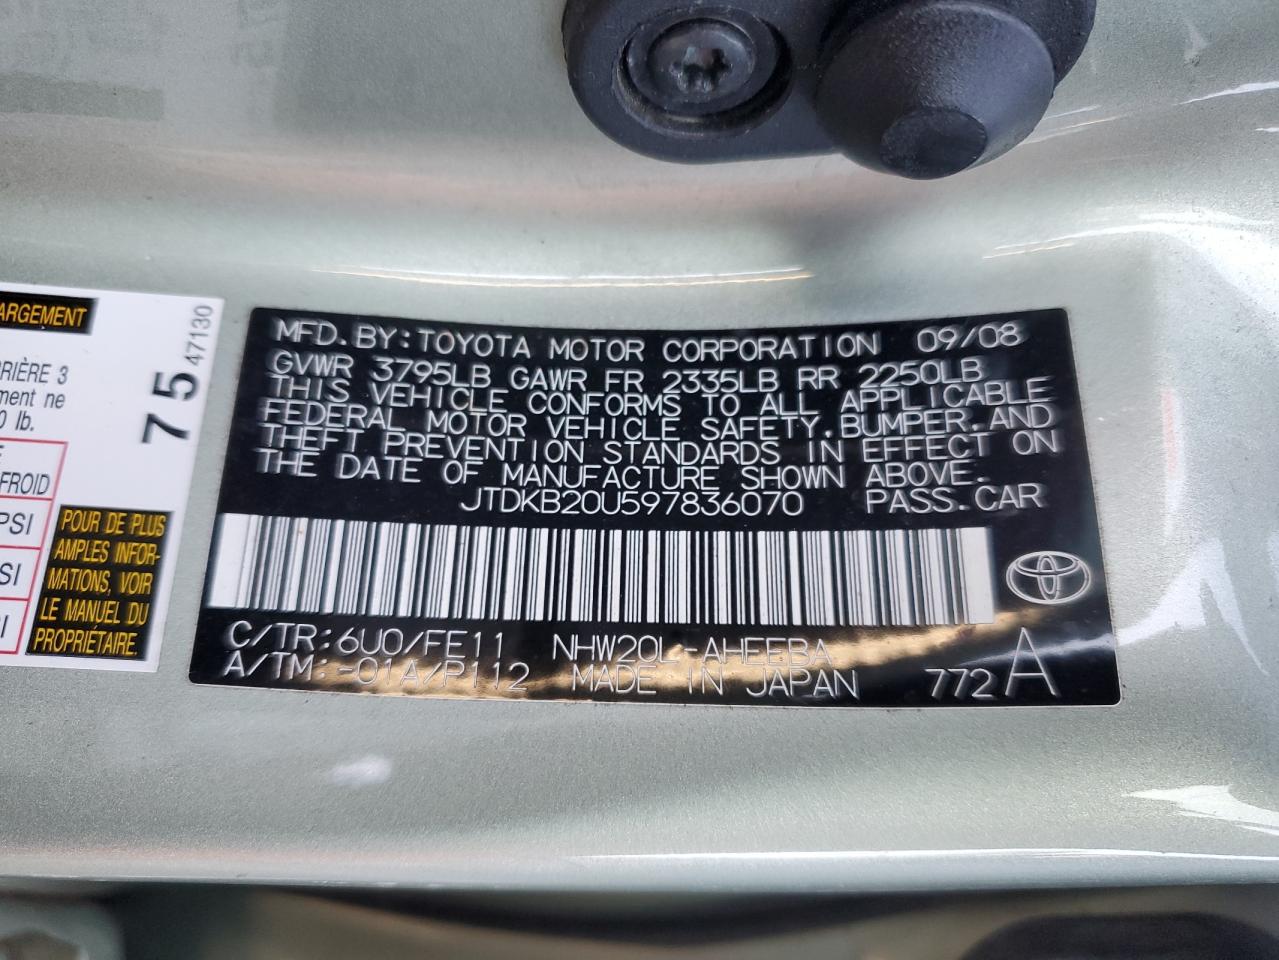 ARGEMENT
RIÈRE 3
ment ne
0 lb.
75 47130
FROID
PSI
SI
I
POUR DE PLUS
AMPLES INFOR-
MATIONS, VOIR
LE MANUEL DU
PROPRIÉTAIRE.
MFD. BY: TOYOTA MOTOR CORPORATION 09/08
GVWR 3795LB GAWR FR 2335LB RR 2250LB
THIS VEHICLE CONFORMS TO ALL APPLICABLE
FEDERAL MOTOR VEHICLE SAFETY, BUMPER, AND
THEFT PREVENTION STANDARDS IN EFFECT ON
THE DATE OF MANUFACTURE SHOWN ABOVE.
JTDKB20U597836070 PASS. CAR
C/TR: 6U0/FE11 NHW20L-AHEEBA
A/TM: -01A/P112 MADE IN JAPAN 772 A